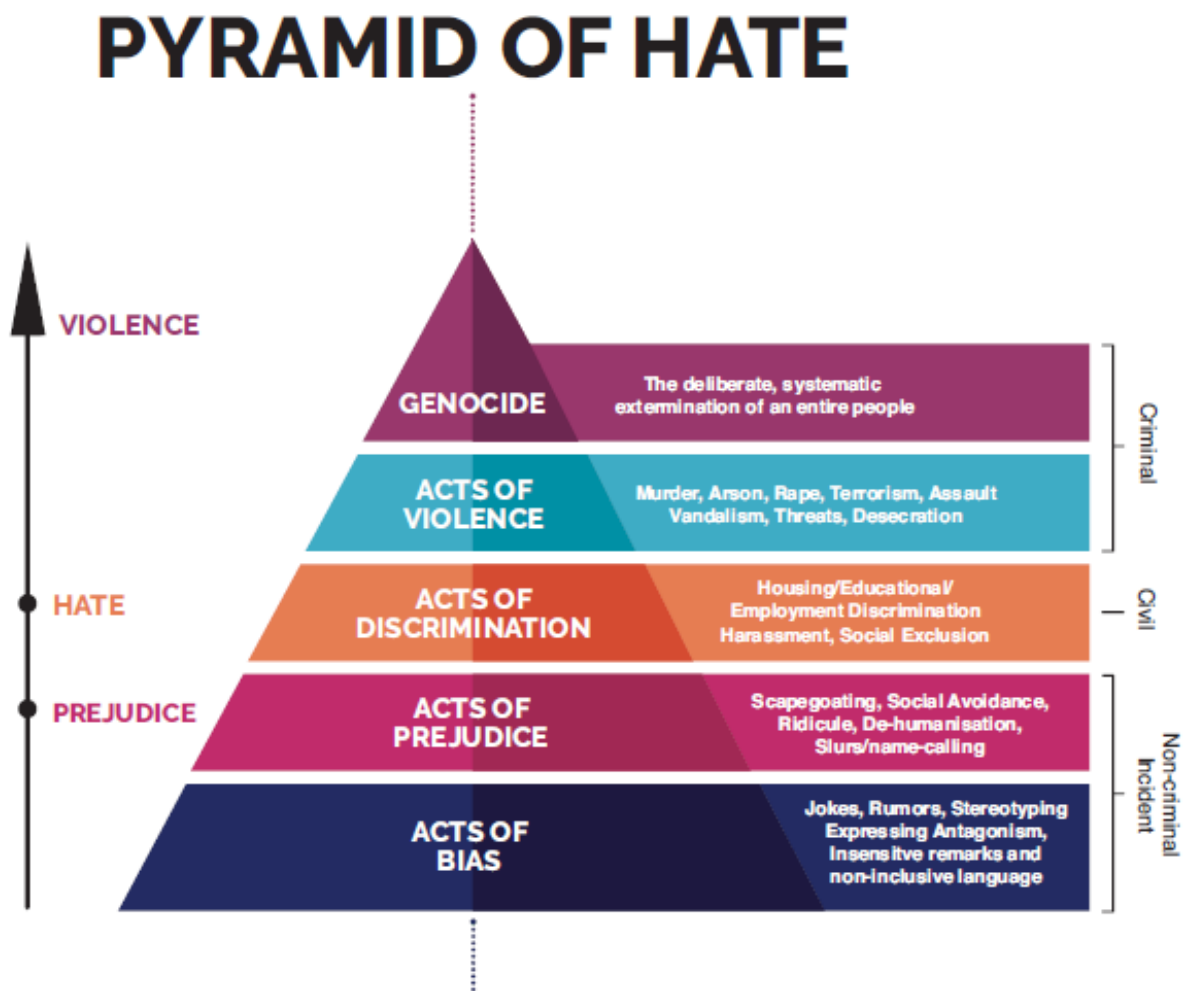 PYRAMID OF HATE
VIOLENCE
HATE
PREJUDICE
GENOCIDE
The deliberate, systematic
extermination of an entire people
ACTS OF
VIOLENCE
Murder, Arson, Rape, Terrorism, Assault
Vandalism, Threats, Desecration
ACTS OF
DISCRIMINATION
Housing/Educational/
Employment Discrimination
Harassment, Social Exclusion
ACTS OF
PREJUDICE
Scapegoating, Social Avoidance,
Ridicule, De-humanisation,
Slurs/name-calling
ACTS OF
BIAS
Jokes, Rumors, Stereotyping
Expressing Antagonism,
Insensitve remarks and
non-inclusive language
Criminal
Civil
Non-criminal
Incident